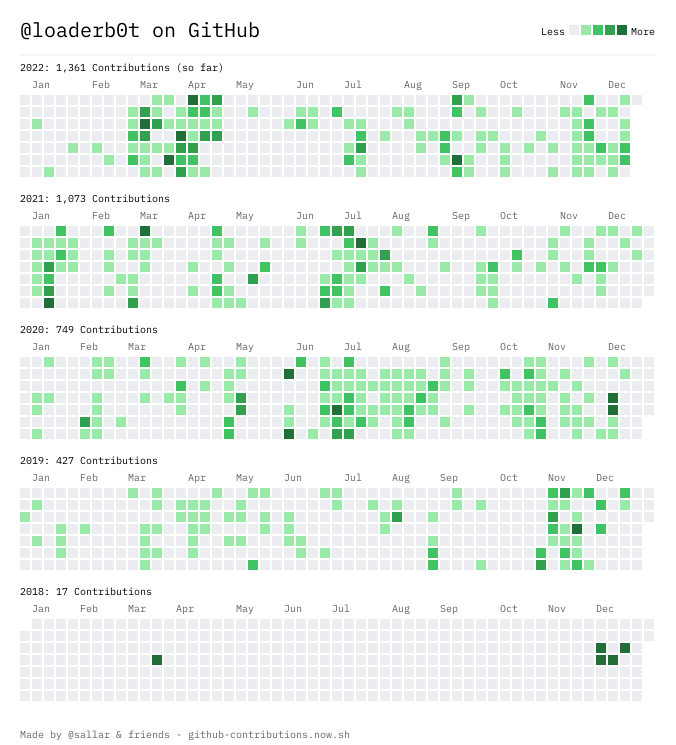 @loaderb0t on GitHub
Less More
2022: 1,361 Contributions (so far)
Jan Feb Mar Apr May Jun Jul Aug Sep Oct Nov Dec
2021: 1,073 Contributions
Jan Feb Mar Apr May Jun Jul Aug Sep Oct Nov Dec
2020: 749 Contributions
Jan Feb Mar Apr May Jun Jul Aug Sep Oct Nov Dec
2019: 427 Contributions
Jan Feb Mar Apr May Jun Jul Aug Sep Oct Nov Dec
2018: 17 Contributions
Jan Feb Mar Apr May Jun Jul Aug Sep Oct Nov Dec
Made by @sallar & friends - github-contributions.now.sh